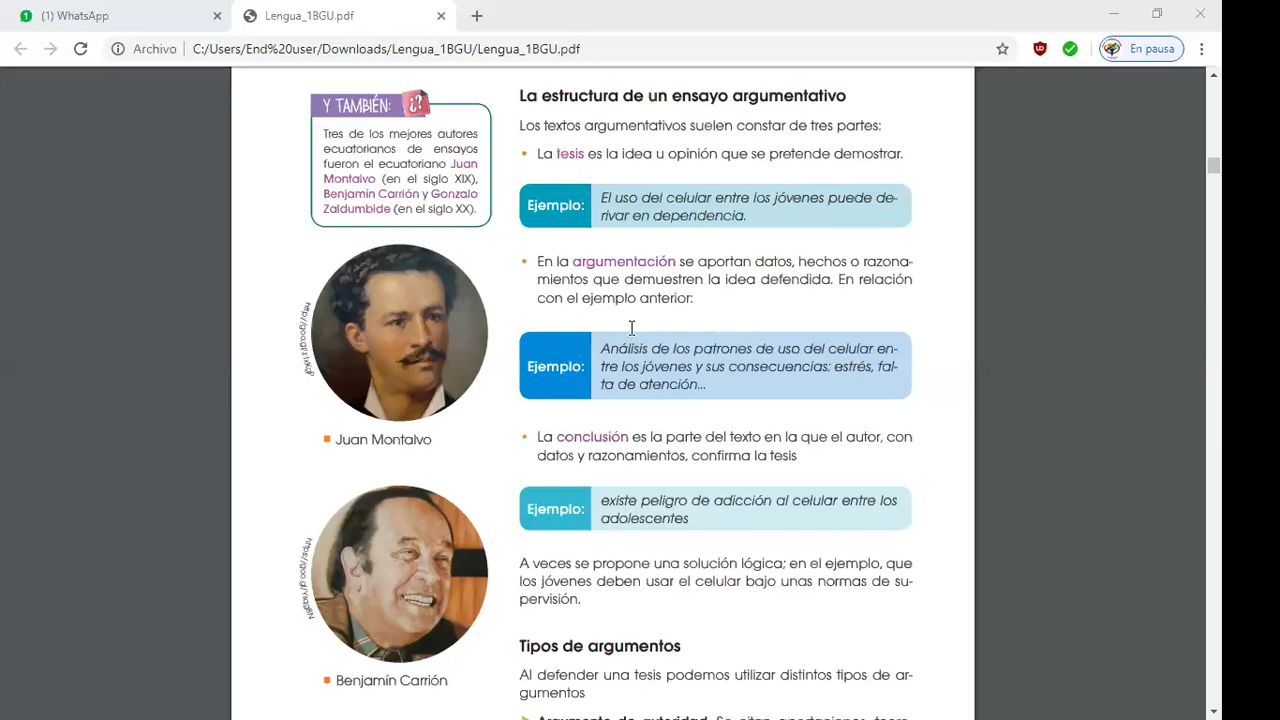 (1) WhatsApp
Lengua_1BGU.pdf
Archivo
C:/Users/End%20user/Downloads/Lengua_1BGU/Lengua_1BGU.pdf
En pausa
Y TAMBIÉN: ¿?
Tres de los mejores autores
ecuatorianos de ensayos
fueron el ecuatoriano Juan
Montalvo (en el siglo XIX),
Benjamín Carrión y Gonzalo
Zaldumbide (en el siglo XX).
Juan Montalvo
Benjamín Carrión
La estructura de un ensayo argumentativo
Los textos argumentativos suelen constar de tres partes:
• La tesis es la idea u opinión que se pretende demostrar.
Ejemplo:
El uso del celular entre los jóvenes puede de-
rivar en dependencia.
• En la argumentación se aportan datos, hechos o razona-
mientos que demuestren la idea defendida. En relación
con el ejemplo anterior:
Ejemplo:
Análisis de los patrones de uso del celular en-
tre los jóvenes y sus consecuencias: estrés, fal-
ta de atención...
• La conclusión es la parte del texto en la que el autor, con
datos y razonamientos, confirma la tesis
Ejemplo:
existe peligro de adicción al celular entre los
adolescentes
A veces se propone una solución lógica; en el ejemplo, que
los jóvenes deben usar el celular bajo unas normas de su-
pervisión.
Tipos de argumentos
Al defender una tesis podemos utilizar distintos tipos de ar-
gumentos